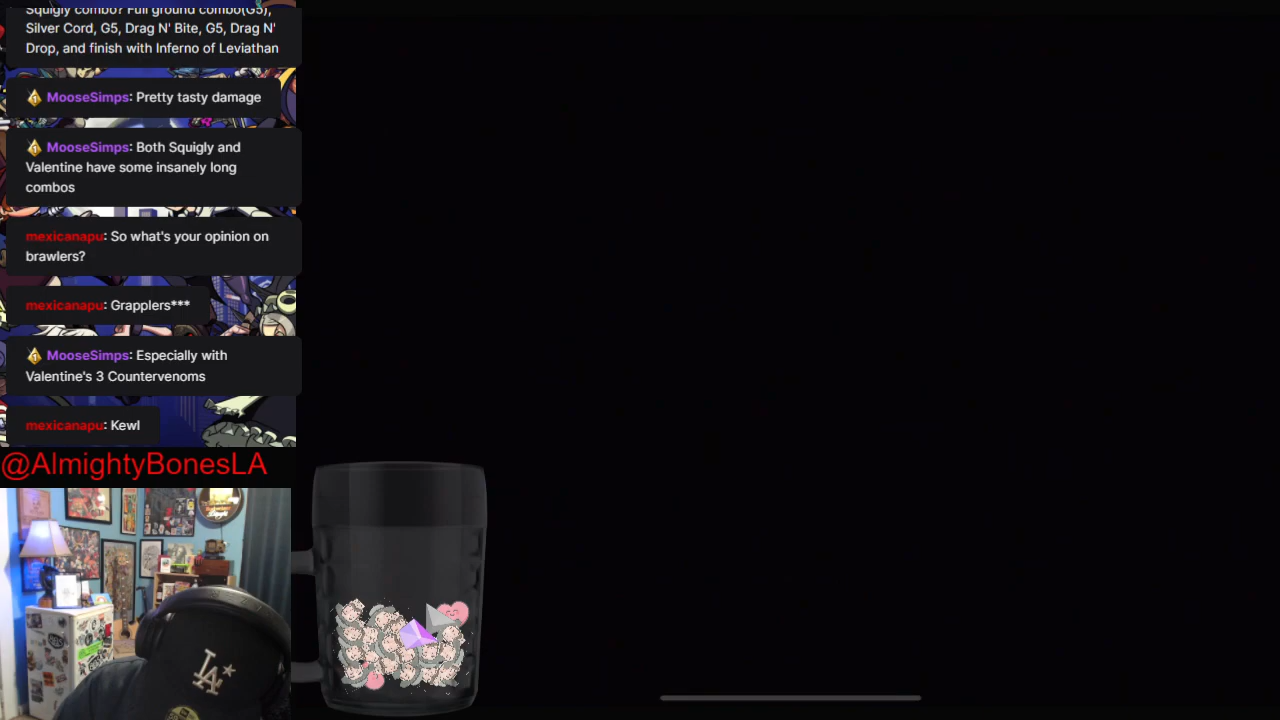 Squigly combo? Full ground combo(G5),
Silver Cord, G5, Drag N' Bite, G5, Drag N'
Drop, and finish with Inferno of Leviathan
MooseSimps: Pretty tasty damage
MooseSimps: Both Squigly and
Valentine have some insanely long
combos
mexicanapu: So what's your opinion on
brawlers?
mexicanapu: Grapplers***
MooseSimps: Especially with
Valentine's 3 Countervenoms
mexicanapu: Kewl
@AlmightyBonesLA
LA